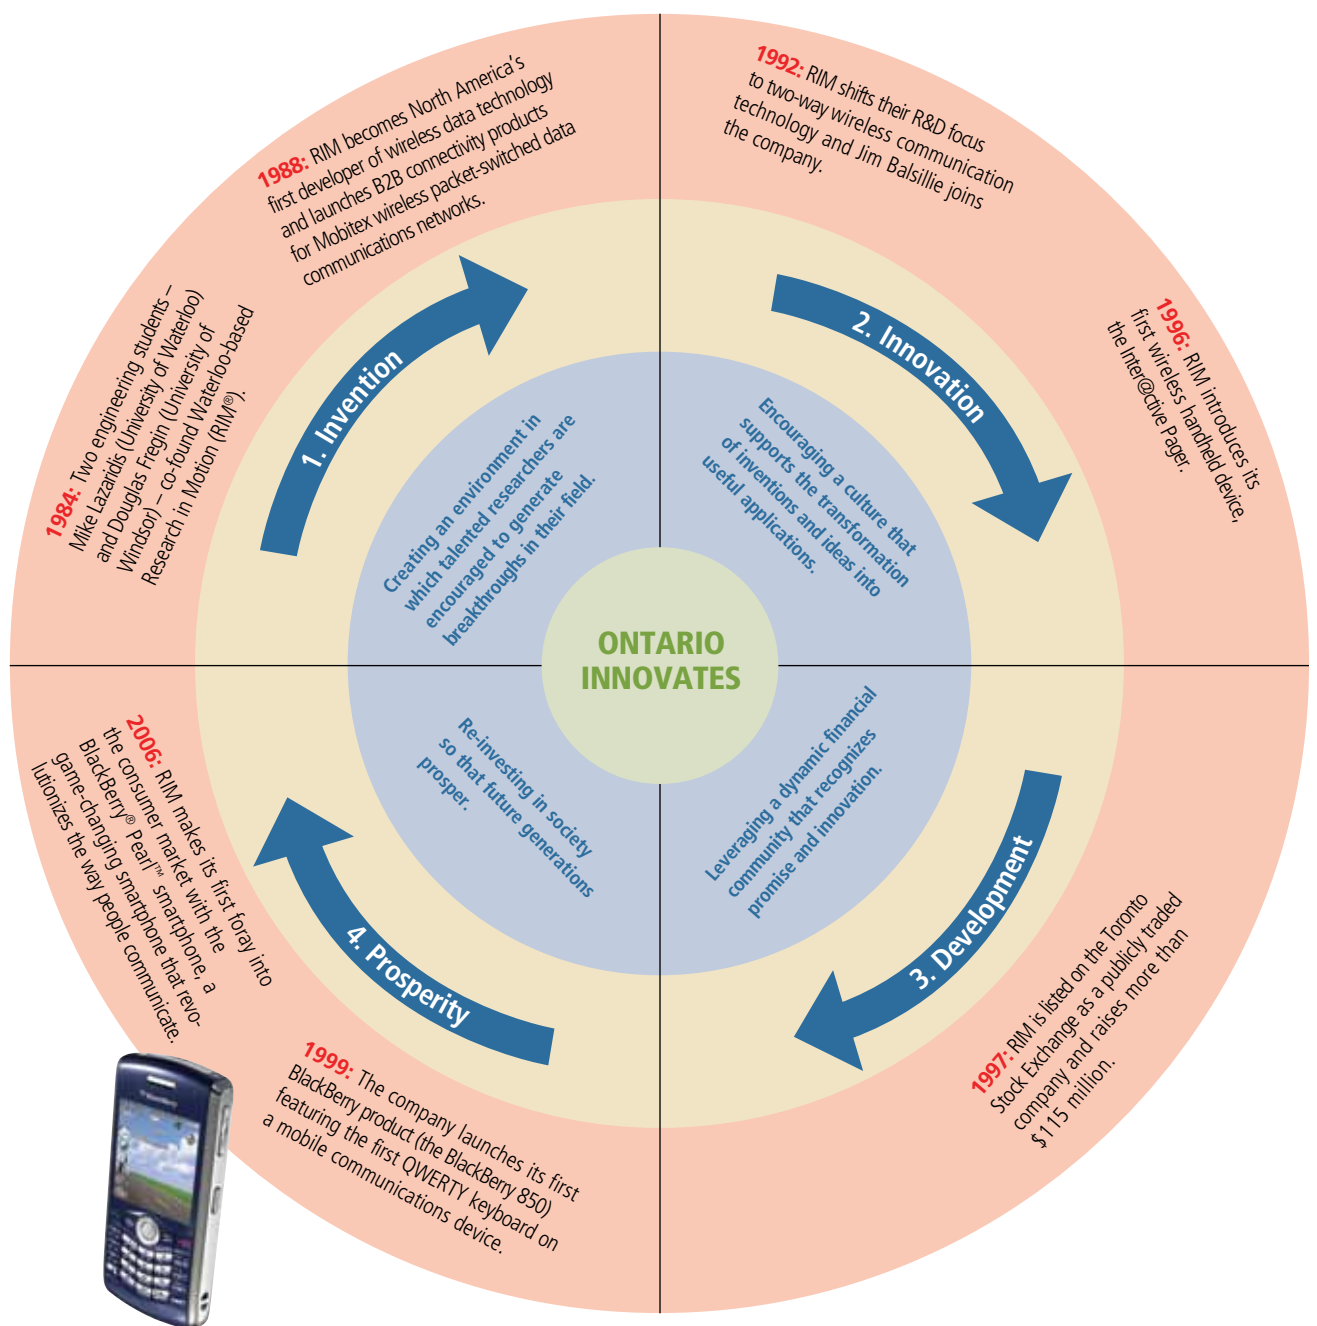 ONTARIO
INNOVATES
1. Invention
Creating an environment in
which talented researchers are
encouraged to generate
breakthroughs in their field.
1984: Two engineering students –
Mike Lazaridis (University of Waterloo)
and Douglas Fregin (University of
Windsor) – co-found Waterloo-based
Research in Motion (RIM®).
1988: RIM becomes North America's
first developer of wireless data technology
and launches B2B connectivity products
for Mobitex wireless packet-switched data
communications networks.
2. Innovation
Encouraging a culture that
supports the transformation
of inventions and ideas into
useful applications.
1992: RIM shifts their R&D focus
to two-way wireless communication
technology and Jim Balsillie joins
the company.
1996: RIM introduces its
first wireless handheld device,
the Inter@ctive Pager.
3. Development
Leveraging a dynamic financial
community that recognizes
promise and innovation.
1997: RIM is listed on the Toronto
Stock Exchange as a publicly traded
company and raises more than
$115 million.
4. Prosperity
Re-investing in society
so that future generations
prosper.
1999: The company launches its first
BlackBerry product (the BlackBerry 850)
featuring the first QWERTY keyboard on
a mobile communications device.
2006: RIM makes its first foray into
the consumer market with the
BlackBerry® Pearl™ smartphone, a
game-changing smartphone that revo-
lutionizes the way people communicate.